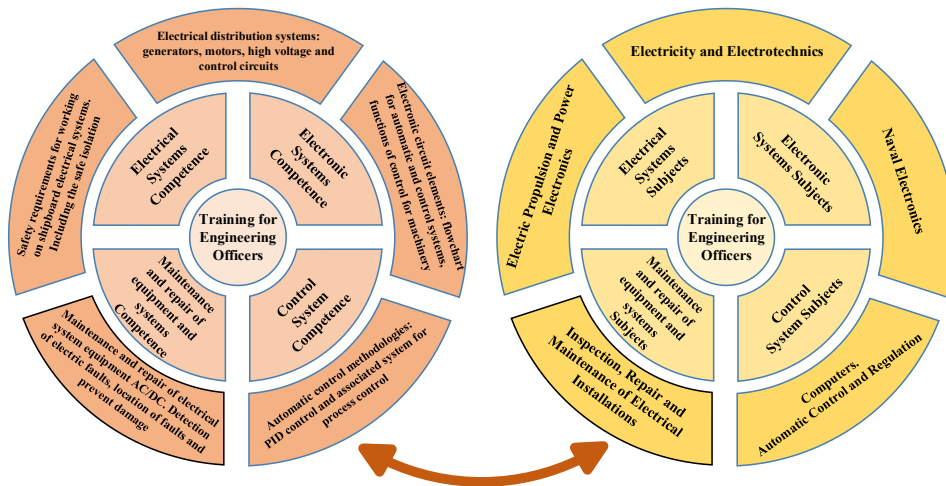 Electrical distribution systems:
generators, motors, high voltage and
control circuits
Safety requirements for working
on shipboard electrical systems.
Including the safe isolation
Electronic circuit elements: flowchart
for automatic and control systems,
functions of control for machinery
Electrical
Systems
Competence
Electronic
Systems
Competence
Training for
Engineering
Officers
Maintenance
and repair of
equipment and
systems
Competence
Control
System
Competence
Maintenance and repair of electrical
system equipment AC/DC. Detection
of electric faults, location of faults and
prevent damage
Automatic control methodologies:
PID control and associated system for
process control
Electricity and Electrotechnics
Electric Propulsion and Power
Electronics
Naval Electronics
Electrical
Systems
Subjects
Electronic
Systems Subjects
Training for
Engineering
Officers
Maintenance
and repair of
equipment and
systems
Subjects
Control
System Subjects
Inspection, Repair and
Maintenance of Electrical
Installations
Computers.
Automatic Control and Regulation